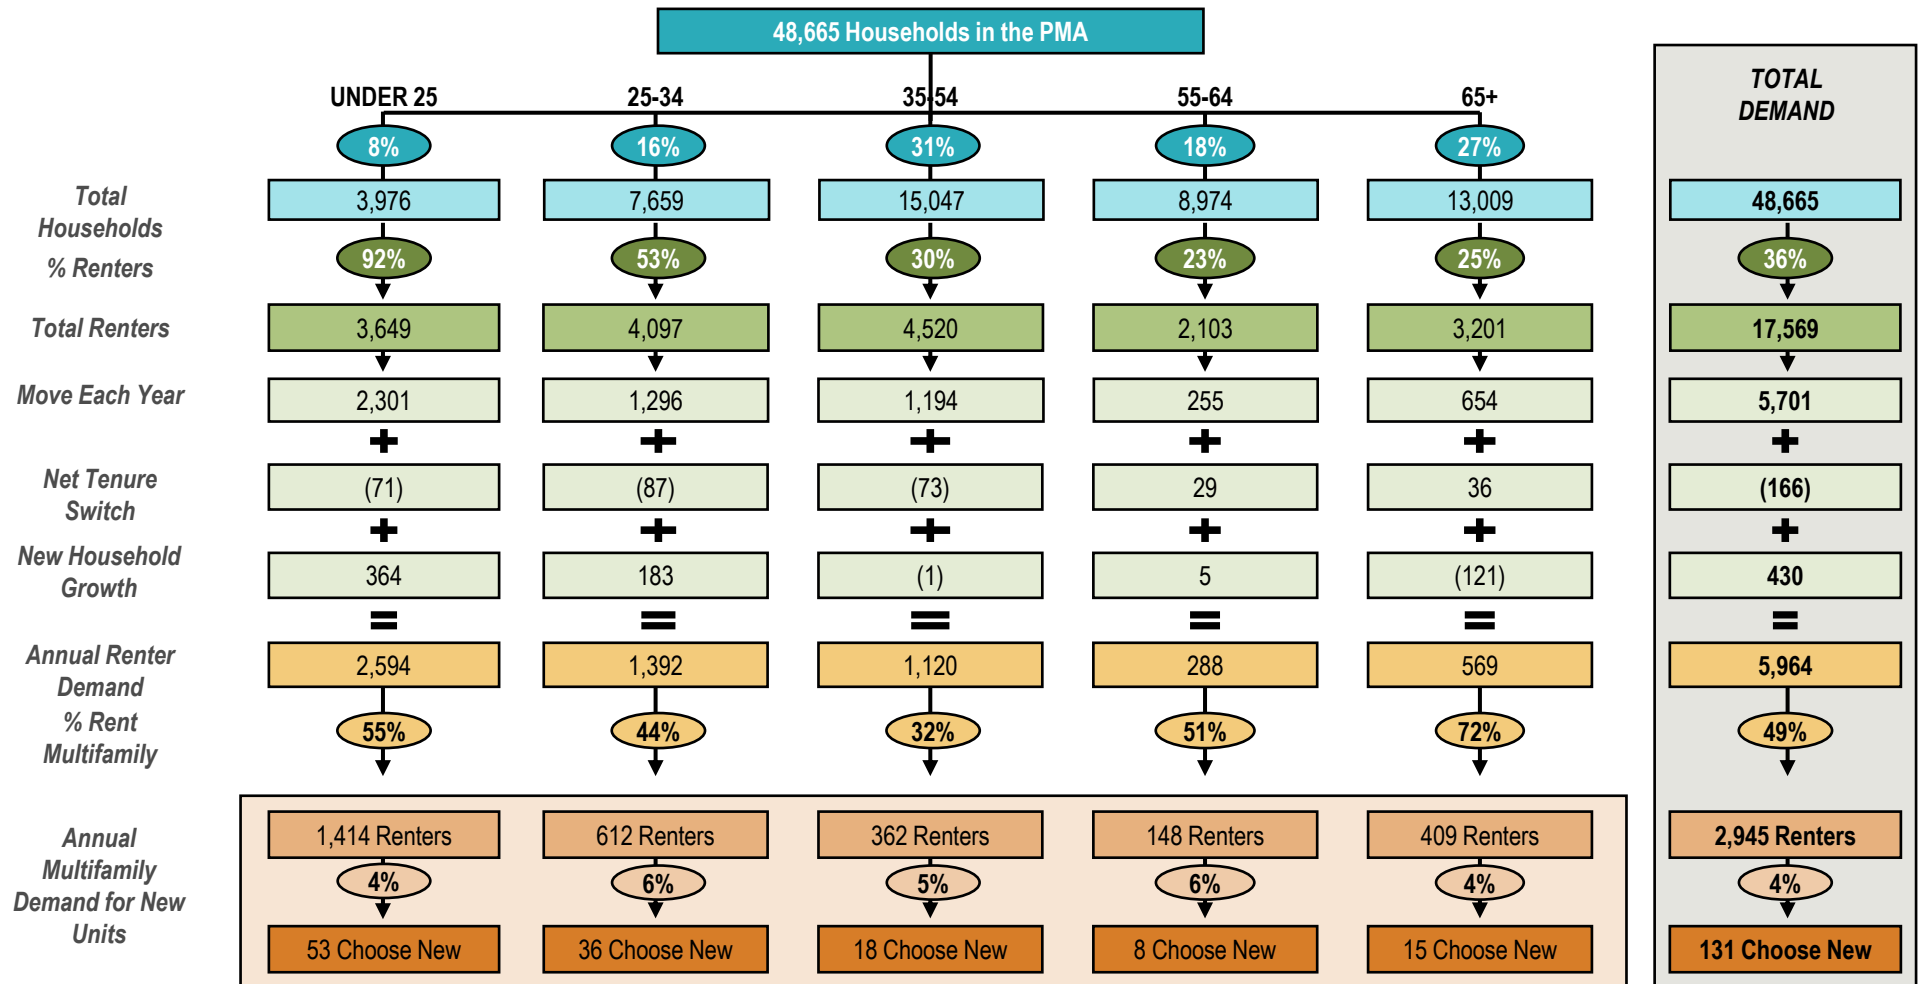 48,665 Households in the PMA
UNDER 25 25-34 35-54 55-64 65+
TOTAL
DEMAND
8% 16% 31% 18% 27%
Total
Households
3,976 7,659 15,047 8,974 13,009 48,665
% Renters
92% 53% 30% 23% 25% 36%
Total Renters
3,649 4,097 4,520 2,103 3,201 17,569
Move Each Year
2,301 1,296 1,194 255 654 5,701
+ + + + + +
Net Tenure
Switch
(71) (87) (73) 29 36 (166)
+ + + + + +
New Household
Growth
364 183 (1) 5 (121) 430
= = = = = =
Annual Renter
Demand
2,594 1,392 1,120 288 569 5,964
% Rent
Multifamily
55% 44% 32% 51% 72% 49%
Annual
Multifamily
Demand for New
Units
1,414 Renters 612 Renters 362 Renters 148 Renters 409 Renters 2,945 Renters
4% 6% 5% 6% 4% 4%
53 Choose New 36 Choose New 18 Choose New 8 Choose New 15 Choose New 131 Choose New